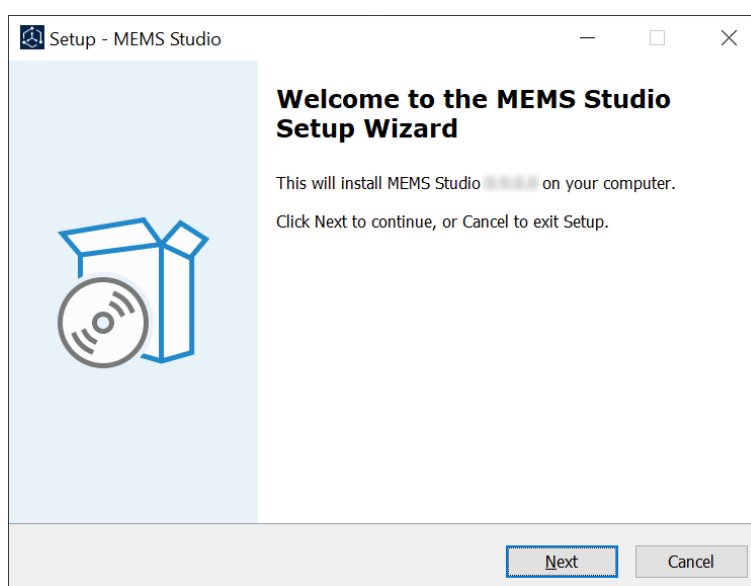 Setup - MEMS Studio
Welcome to the MEMS Studio
Setup Wizard
This will install MEMS Studio on your computer.
Click Next to continue, or Cancel to exit Setup.
Next
Cancel